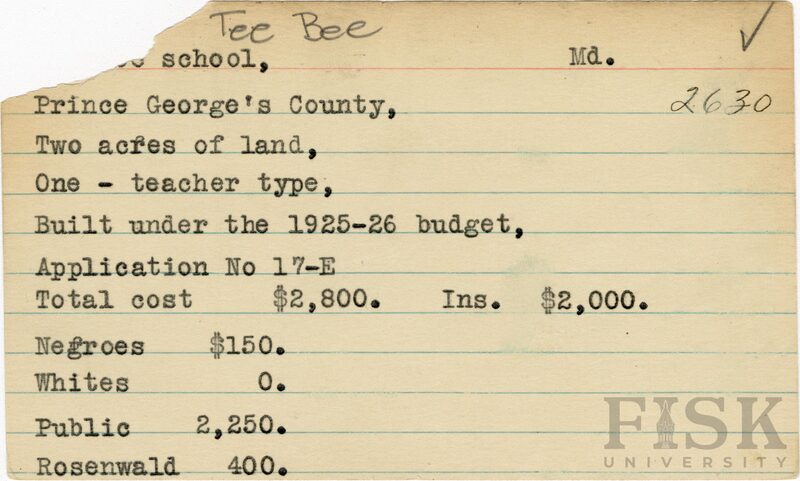 Tee Bee
school, Md.
Prince George's County, 2630
Two acres of land,
One - teacher type,
Built under the 1925-26 budget,
Application No 17-E
Total cost $2,800. Ins. $2,000.
Negroes $150.
Whites 0.
Public 2,250.
Rosenwald 400.
FISK
UNIVERSITY